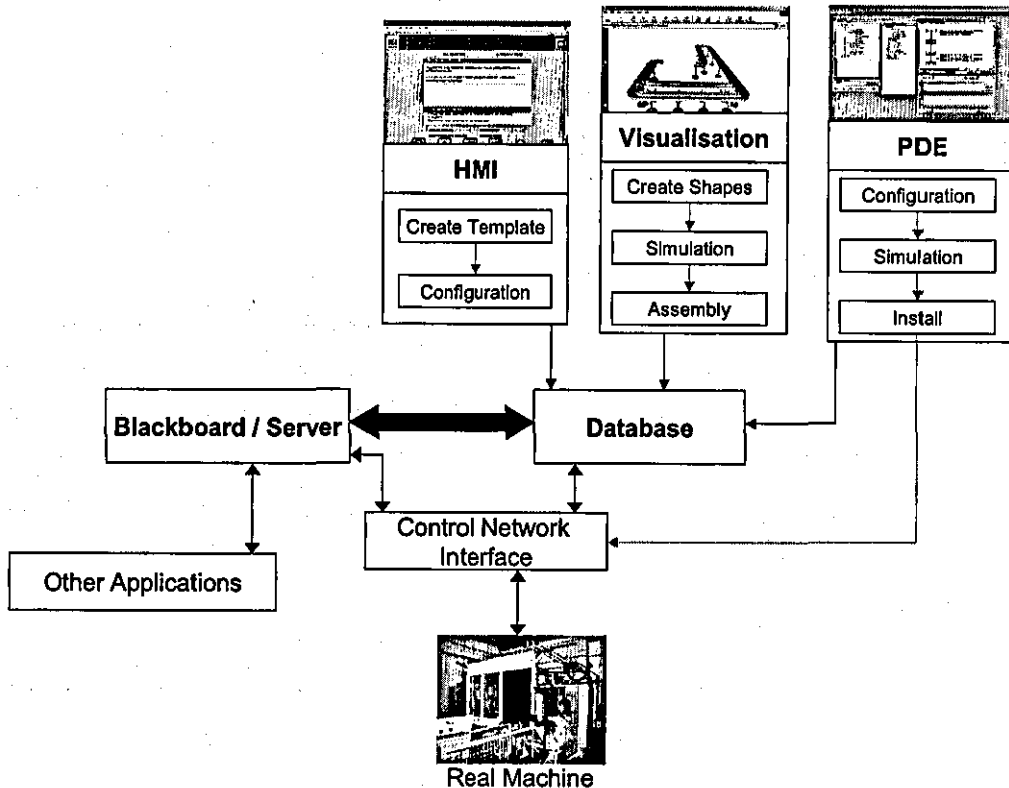 HMI
Create Template
Configuration
Visualisation
Create Shapes
Simulation
Assembly
PDE
Configuration
Simulation
Install
Blackboard / Server
Database
Control Network
Interface
Other Applications
Real Machine